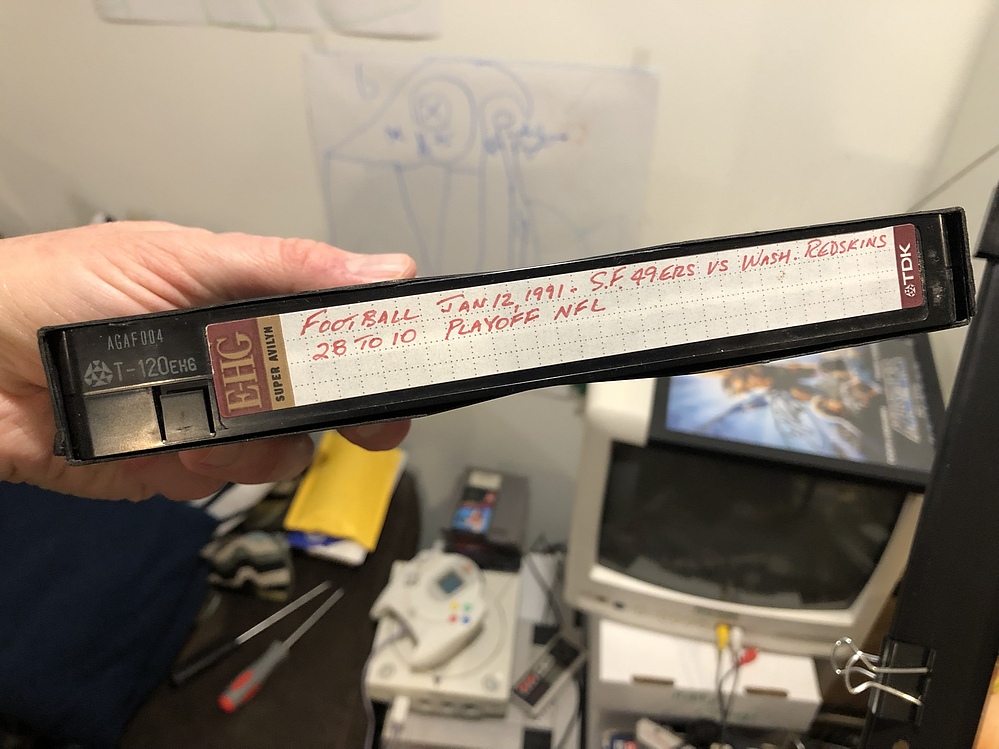 FOOTBALL JAN 12, 1991. S.F. 49ERS VS WASH. REDSKINS
28 TO 10 PLAYOFF NFL
AGAF004
T-120EHG
EHG
SUPER AVILYN
TDK